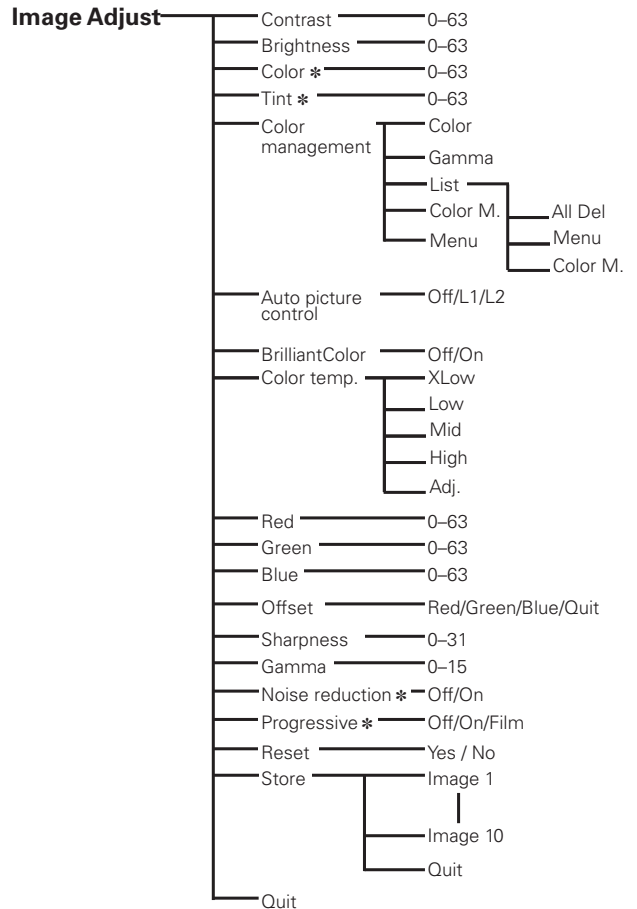 Image Adjust
Contrast 0–63
Brightness 0–63
Color ✻ 0–63
Tint ✻ 0–63
Color Color
management
Gamma
List
Color M. All Del
Menu Menu
Color M.
Auto picture Off/L1/L2
control
BrilliantColor Off/On
Color temp. XLow
Low
Mid
High
Adj.
Red 0–63
Green 0–63
Blue 0–63
Offset Red/Green/Blue/Quit
Sharpness 0–31
Gamma 0–15
Noise reduction ✻ Off/On
Progressive ✻ Off/On/Film
Reset Yes / No
Store Image 1
Image 10
Quit
Quit